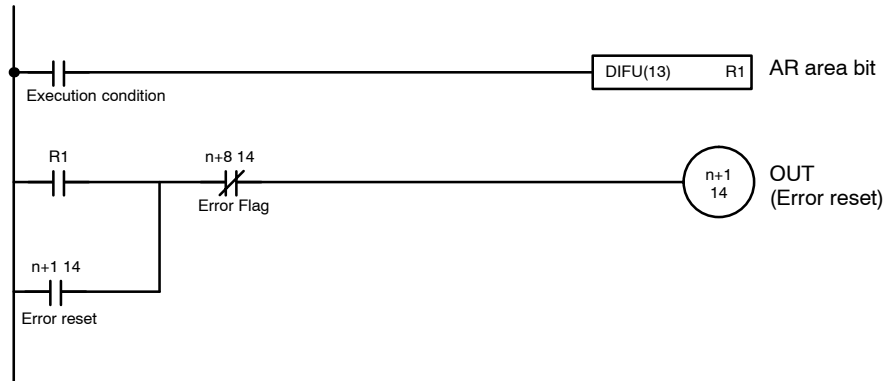 DIFU(13) R1
AR area bit
Execution condition
R1
n+8 14
Error Flag
n+1
14
OUT
(Error reset)
n+1 14
Error reset